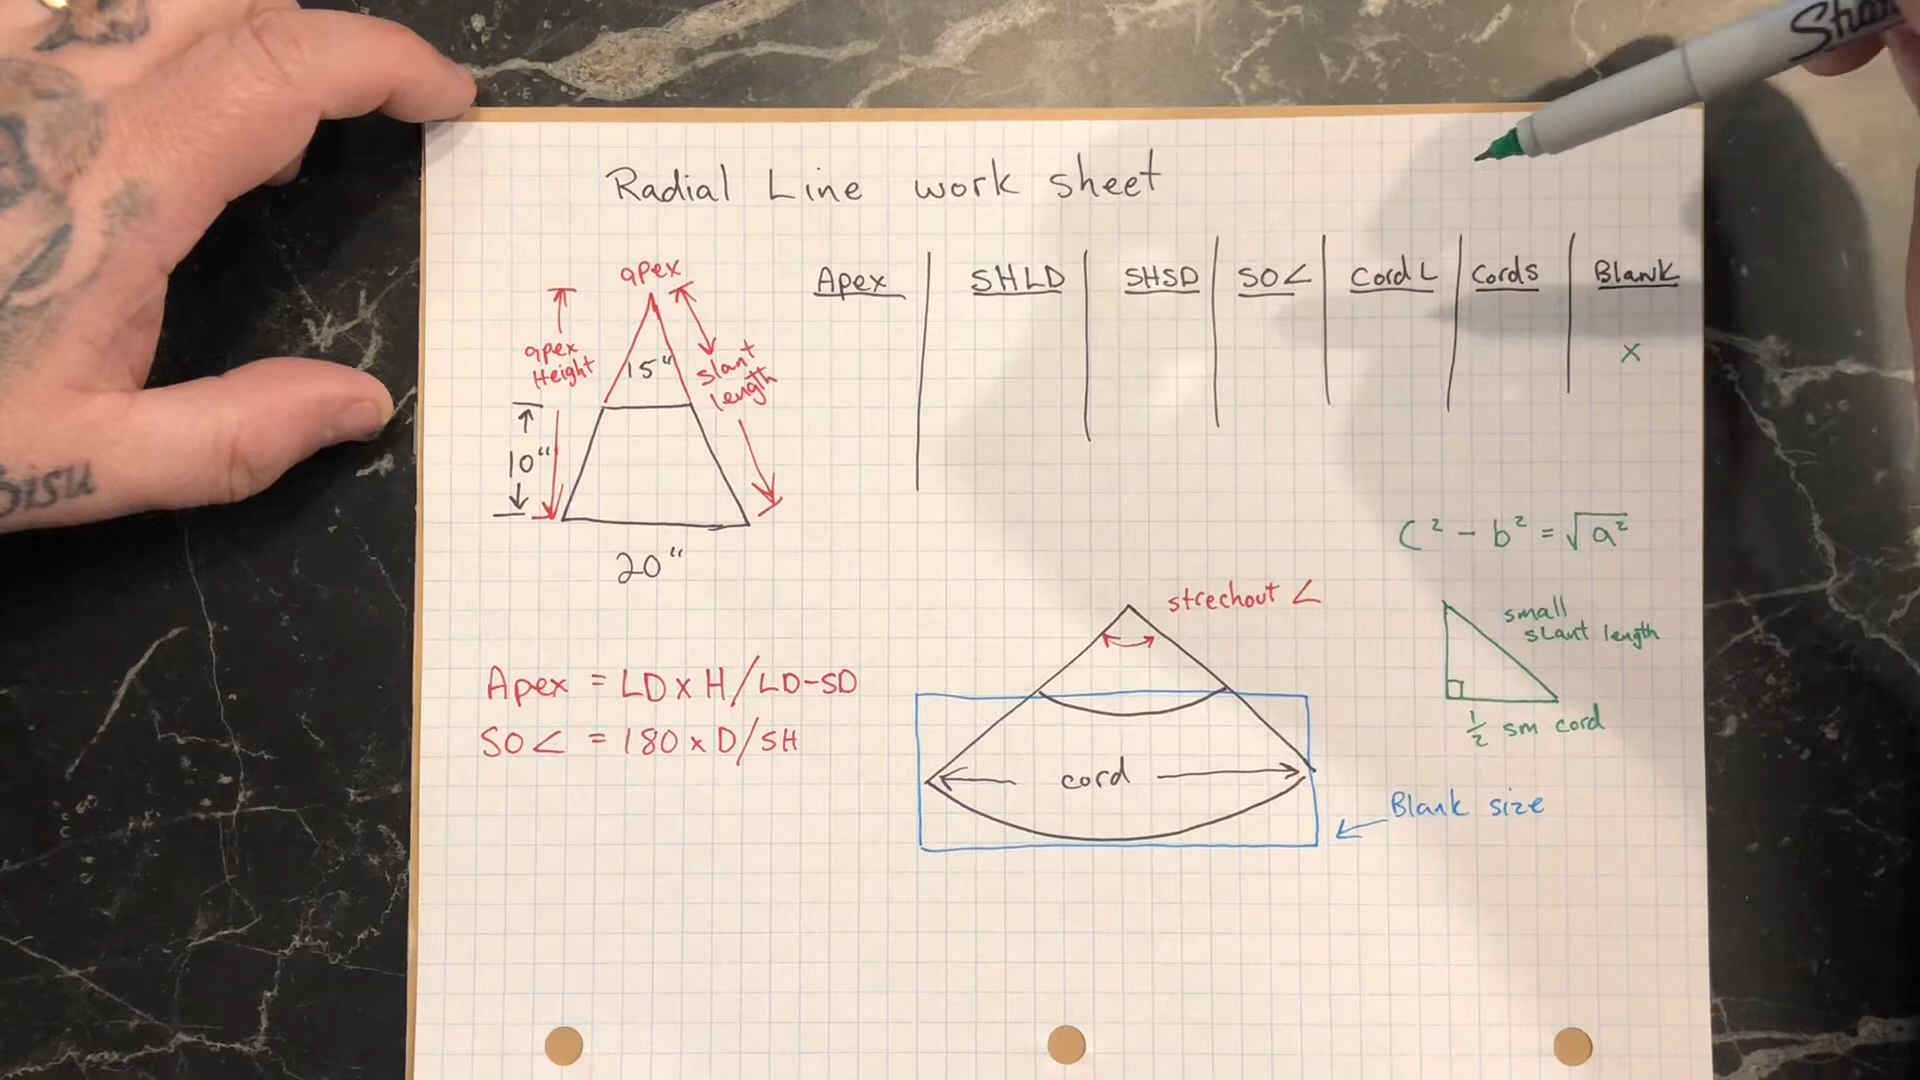 Radial Line work sheet
Apex SHLD SHSD SO∠ Cord L Cords Blank
x
apex
apex
Height
15"
slant
length
10"
20"
C² - b² = √a²
strechout ∠
small
slant length
½ sm cord
Apex = LD x H/LD-SD
SO∠ = 180 x D/SH
cord
Blank size